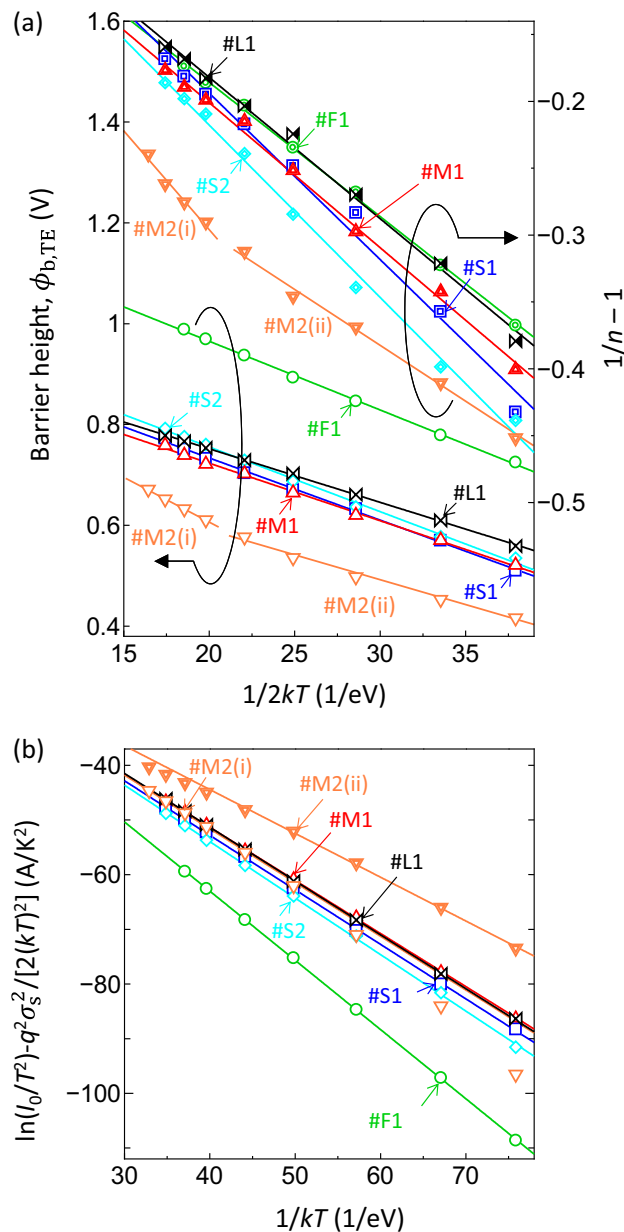 (a)
1.6
1.4
1.2
1
0.8
0.6
0.4
Barrier height, ϕb,TE (V)
#L1
#F1
#S2
#M1
#M2(i)
#S1
#M2(ii)
#S2
#F1
#L1
#M2(i)
#M1
#S1
#M2(ii)
−0.2
−0.3
−0.4
−0.5
1/n − 1
15 20 25 30 35
1/2kT (1/eV)
(b)
−40
−60
−80
−100
ln(I0/T²)-q²σs²/[2(kT)²] (A/K²)
#M2(i)
#M2(ii)
#M1
#L1
#S2
#S1
#F1
30 40 50 60 70
1/kT (1/eV)